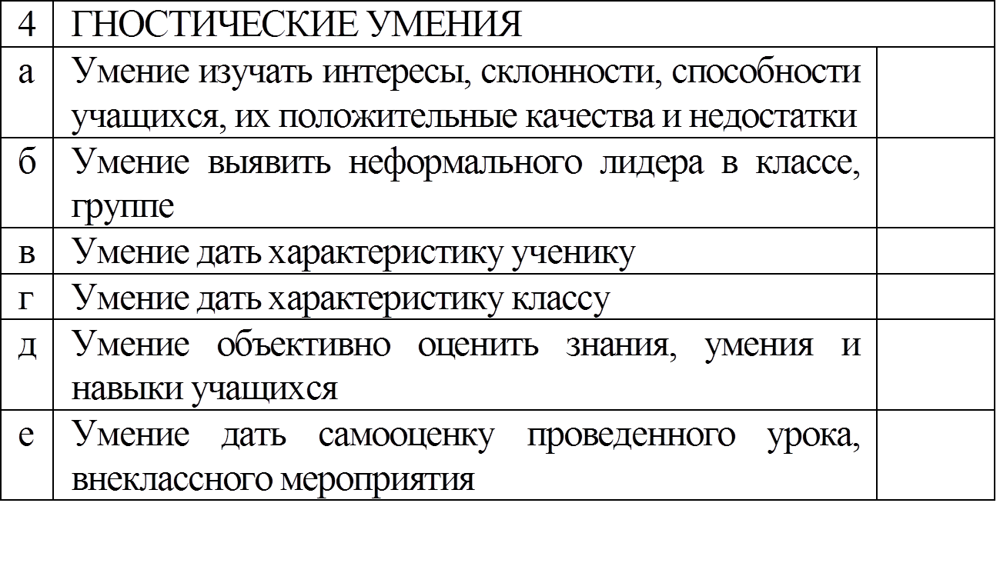 4 ГНОСТИЧЕСКИЕ УМЕНИЯ
а Умение изучать интересы, склонности, способности
учащихся, их положительные качества и недостатки
б Умение выявить неформального лидера в классе,
группе
в Умение дать характеристику ученику
г Умение дать характеристику классу
д Умение объективно оценить знания, умения и
навыки учащихся
е Умение дать самооценку проведенного урока,
внеклассного мероприятия